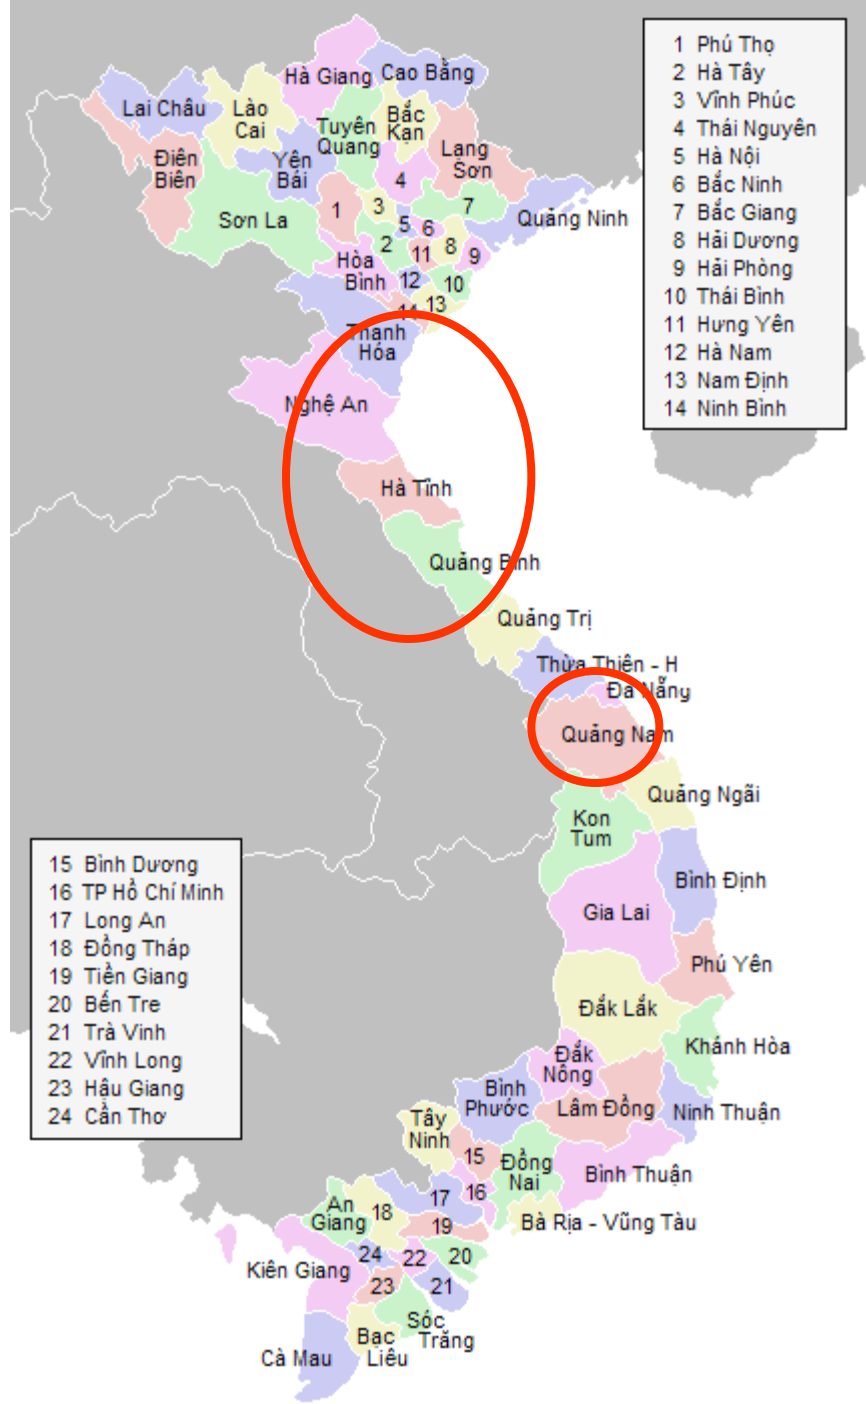 Hà Giang
Cao Bằng
Lai Châu
Lào
Cai
Tuyên
Quang
Bắc
Kạn
Lạng
Sơn
Điên
Biên
Yên
Bái
4
Sơn La
1
3
7
Quảng Ninh
5
6
2
11
8
9
Hòa
Bình
12
10
14
13
Thanh
Hóa
Nghệ An
Hà Tĩnh
Quảng Bình
Quảng Trị
Thừa Thiên - H
Đà Nẵng
Quảng Nam
Quảng Ngãi
Kon
Tum
Bình Định
Gia Lai
Phú Yên
Đắk Lắk
Khánh Hòa
Đắk
Nông
Bình
Phước
Lâm Đồng
Ninh Thuận
Tây
Ninh
15
Đồng
Nai
Bình Thuận
16
17
An
Giang
18
19
Bà Rịa - Vũng Tàu
24
22
20
Kiên Giang
23
21
Sóc
Trăng
Bạc
Liêu
Cà Mau
1 Phú Thọ
2 Hà Tây
3 Vĩnh Phúc
4 Thái Nguyên
5 Hà Nội
6 Bắc Ninh
7 Bắc Giang
8 Hải Dương
9 Hải Phòng
10 Thái Bình
11 Hưng Yên
12 Hà Nam
13 Nam Định
14 Ninh Bình
15 Bình Dương
16 TP Hồ Chí Minh
17 Long An
18 Đồng Tháp
19 Tiền Giang
20 Bến Tre
21 Trà Vinh
22 Vĩnh Long
23 Hậu Giang
24 Cần Thơ